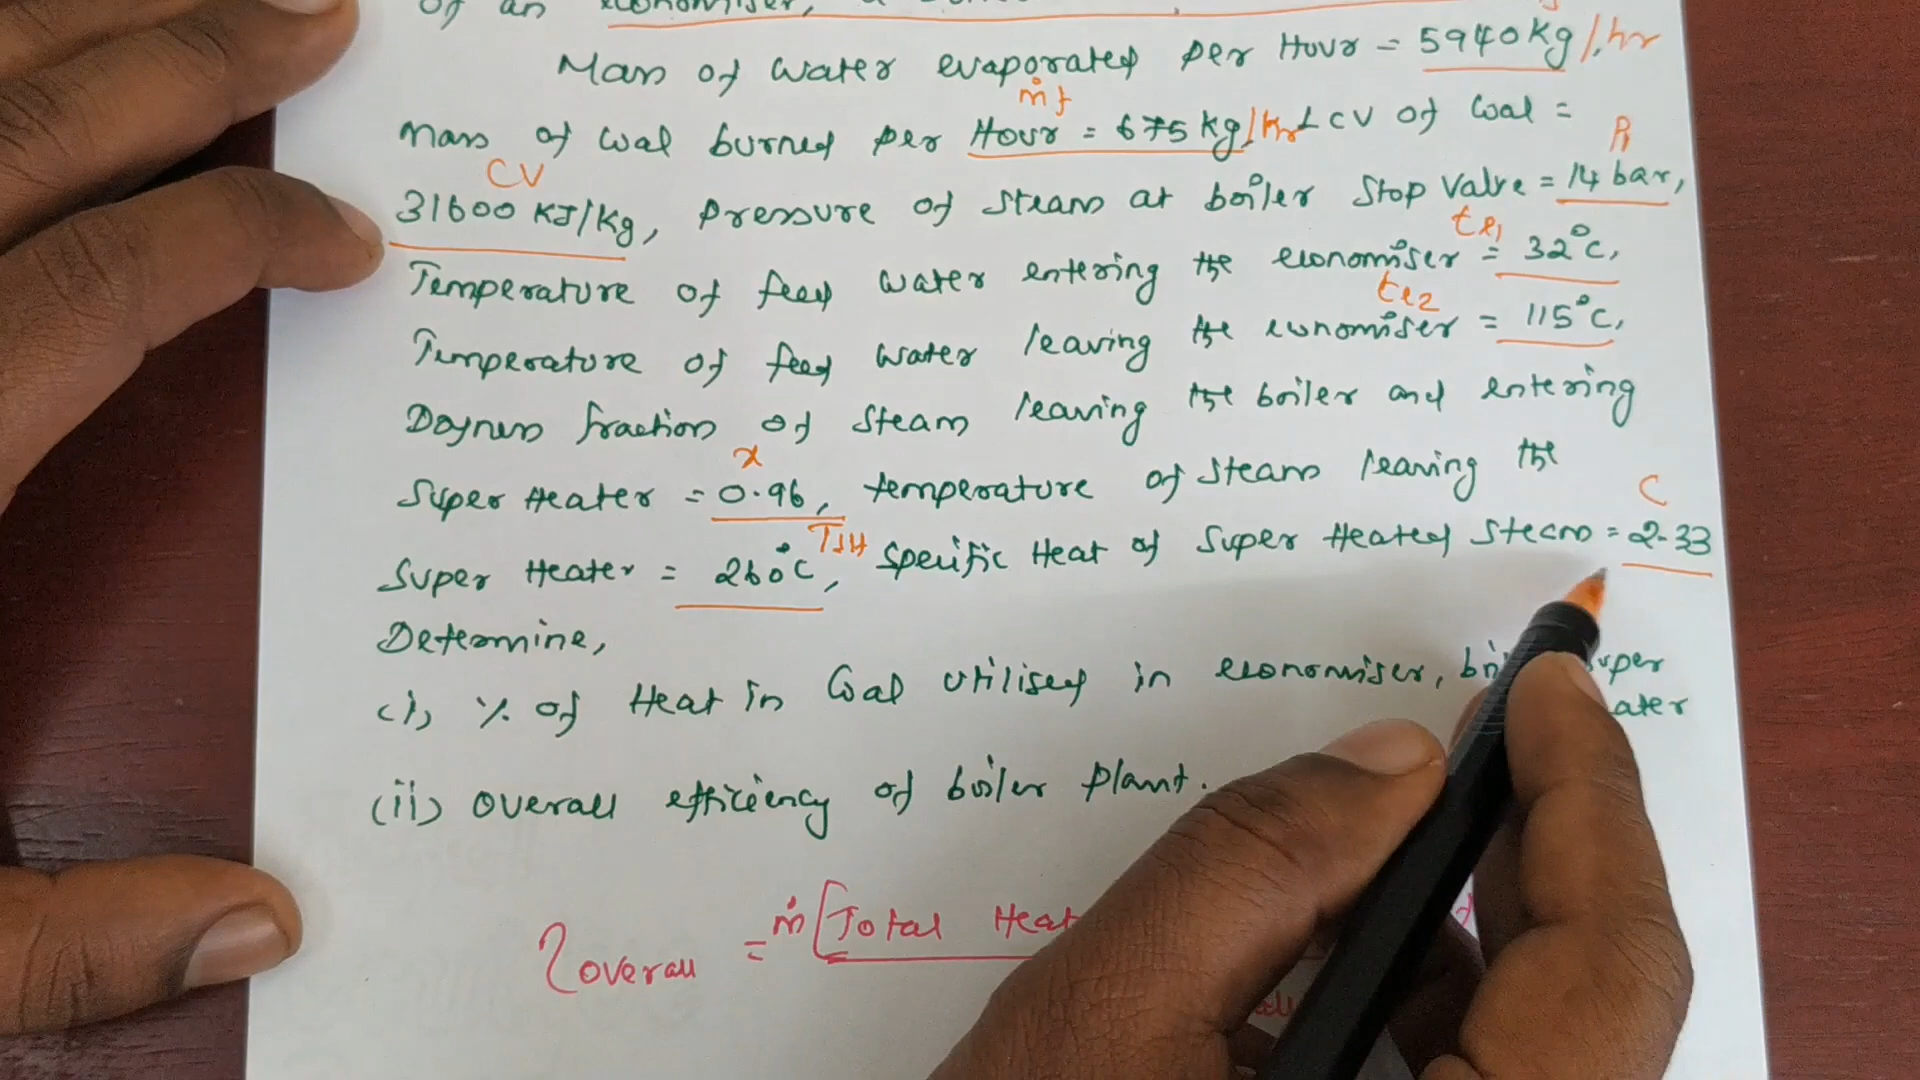 of an economiser, a
Mass of water evaporated per Hour = 5940 Kg/hr
ṁf
Mass of Coal burned per Hour = 675 Kg/hr LCV of Coal =
CV P1
31600 KJ/Kg, Pressure of Steam at boiler Stop Valve = 14 bar,
te1
Temperature of feed water entering the economiser = 32°C,
te2
Temperature of feed water leaving the economiser = 115°C,
Dryness fraction of Steam leaving the boiler and entering
x
Super Heater = 0.96, temperature of Steam leaving the
TSH C
Super Heater = 260°C, Specific Heat of Super Heated Steam = 2.33
Determine,
(i), % of Heat in Coal utilised in economiser,
(ii) Overall efficiency of boiler plant.
η overall = ṁ [Total Heat